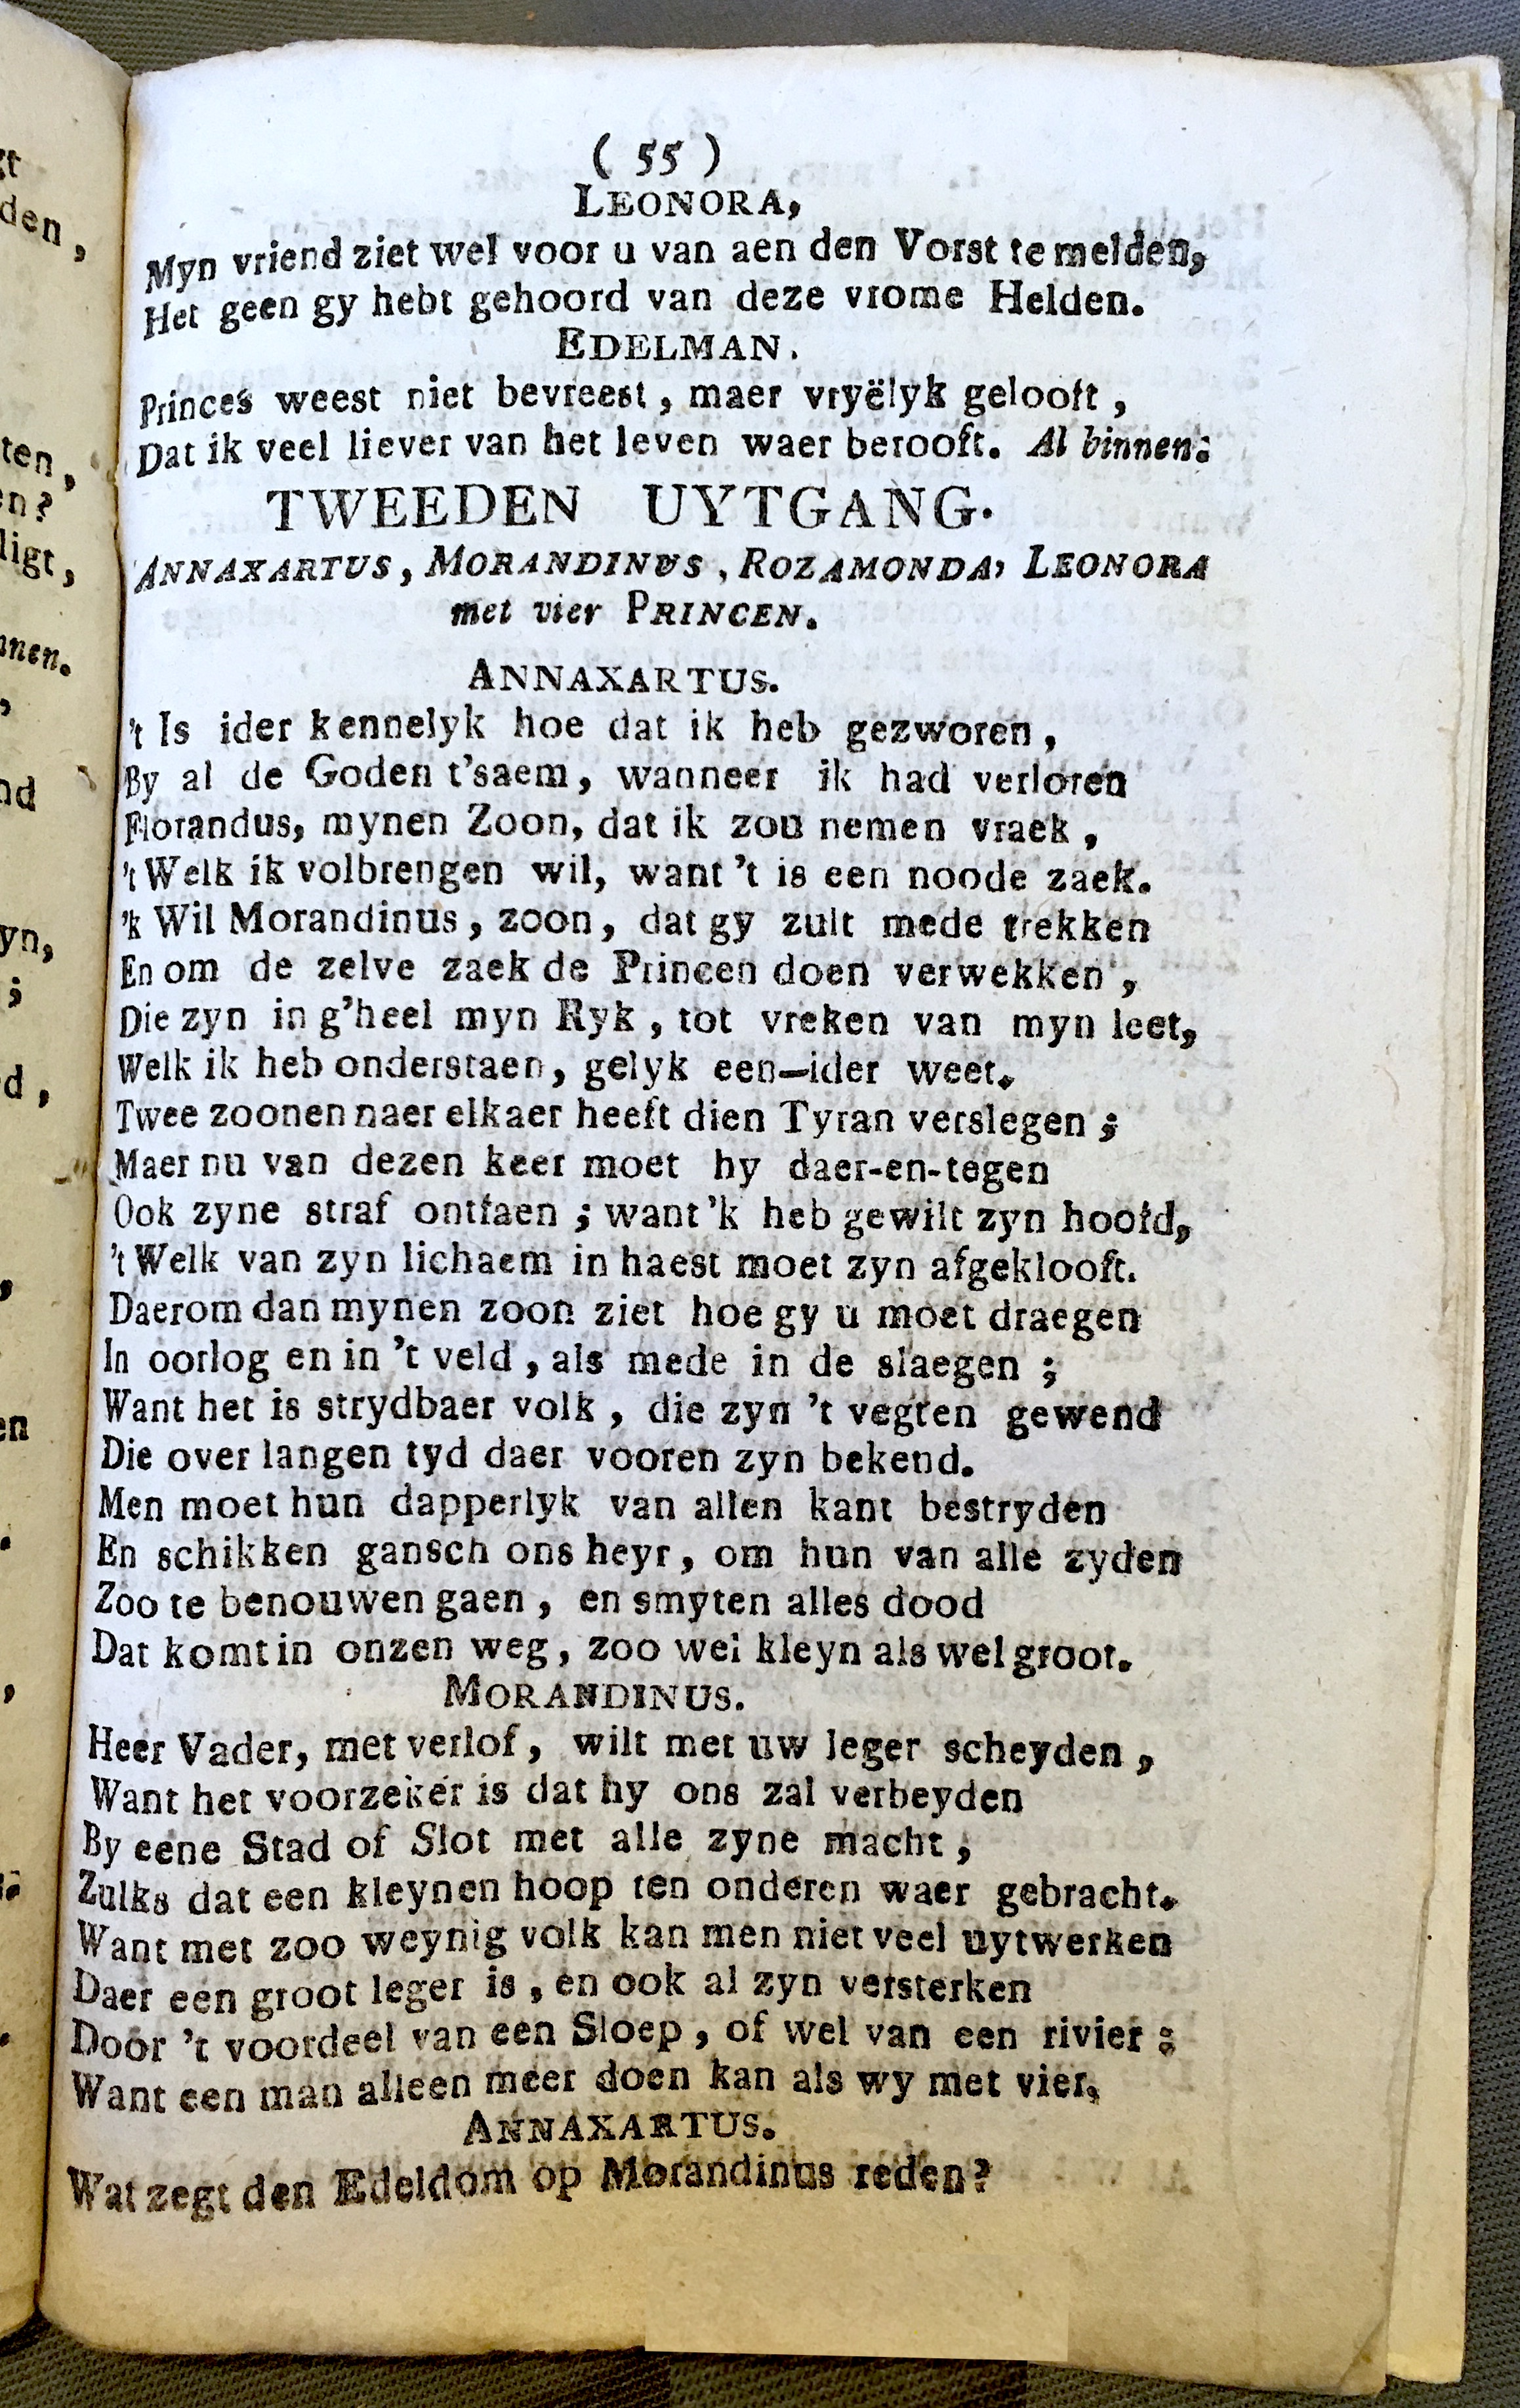 ( 55 )
LEONORA,
Myn vriend ziet wel voor u van aen den Vorst te melden,
Het geen gy hebt gehoord van deze vrome Helden.
EDELMAN.
Princes weest niet bevreest, maer vryëlyk gelooft,
Dat ik veel liever van het leven waer berooft. Al binnen:
TWEEDEN UYTGANG.
ANNAXARTUS, MORANDINUS, ROZAMONDA, LEONORA
met vier PRINCEN.
ANNAXARTUS.
't Is ider kennelyk hoe dat ik heb gezworen,
By al de Goden t'saem, wanneer ik had verloren
Florandus, mynen Zoon, dat ik zou nemen vraek,
't Welk ik volbrengen wil, want 't is een noode zaek.
'k Wil Morandinus, zoon, dat gy zult mede trekken
En om de zelve zaek de Princen doen verwekken,
Die zyn in g'heel myn Ryk, tot vreken van myn leet,
Welk ik heb onderstaen, gelyk een-ider weet.
Twee zoonen naer elkaer heeft dien Tyran verslegen;
Maer nu van dezen keer moet hy daer-en-tegen
Ook zyne straf ontfaen; want 'k heb gewilt zyn hoofd,
't Welk van zyn lichaem in haest moet zyn afgeklooft.
Daerom dan mynen zoon ziet hoe gy u moet draegen
In oorlog en in 't veld, als mede in de slaegen;
Want het is strydbaer volk, die zyn 't vegten gewend
Die over langen tyd daer vooren zyn bekend.
Men moet hun dapperlyk van allen kant bestryden
En schikken gansch ons heyr, om hun van alle zyden
Zoo te benouwen gaen, en smyten alles dood
Dat komt in onzen weg, zoo wel kleyn als wel groot.
MORANDINUS.
Heer Vader, met verlof, wilt met uw leger scheyden,
Want het voorzeker is dat hy ons zal verbeyden
By eene Stad of Slot met alle zyne macht;
Zulks dat een kleynen hoop ten onderen waer gebracht.
Want met zoo weynig volk kan men niet veel uytwerken
Daer een groot leger is, en ook al zyn versterken
Door 't voordeel van een Sloep, of wel van een rivier;
Want een man alleen meer doen kan als wy met vier.
ANNAXARTUS.
Wat zegt den Edeldom op Morandinus reden?